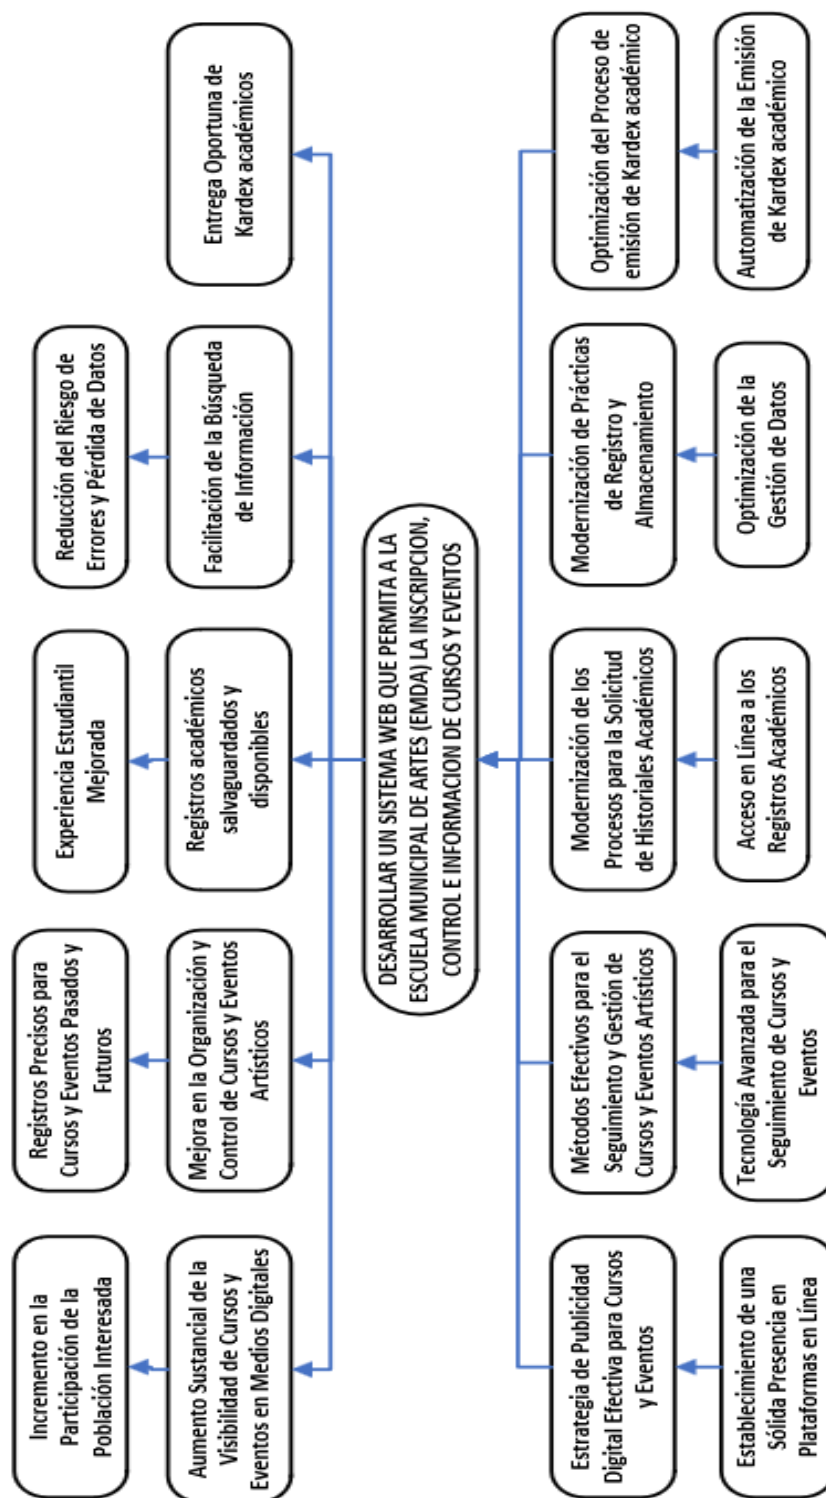 Incremento en la
Participación de la
Población Interesada
Registros Precisos para
Cursos y Eventos Pasados y
Futuros
Experiencia Estudiantil
Mejorada
Reducción del Riesgo de
Errores y Pérdida de Datos
Aumento Sustancial de la
Visibilidad de Cursos y
Eventos en Medios Digitales
Mejora en la Organización y
Control de Cursos y Eventos
Artísticos
Registros académicos
salvaguardados y
disponibles
Facilitación de la Búsqueda
de Información
Entrega Oportuna de
Kardex académicos
DESARROLLAR UN SISTEMA WEB QUE PERMITA A LA
ESCUELA MUNICIPAL DE ARTES (EMDA) LA INSCRIPCION,
CONTROL E INFORMACION DE CURSOS Y EVENTOS
Estrategia de Publicidad
Digital Efectiva para Cursos
y Eventos
Métodos Efectivos para el
Seguimiento y Gestión de
Cursos y Eventos Artísticos
Modernización de los
Procesos para la Solicitud
de Historiales Académicos
Modernización de Prácticas
de Registro y
Almacenamiento
Optimización del Proceso de
emisión de Kardex académico
Establecimiento de una
Sólida Presencia en
Plataformas en Línea
Tecnología Avanzada para el
Seguimiento de Cursos y
Eventos
Acceso en Línea a los
Registros Académicos
Optimización de la
Gestión de Datos
Automatización de la Emisión
de Kardex académico